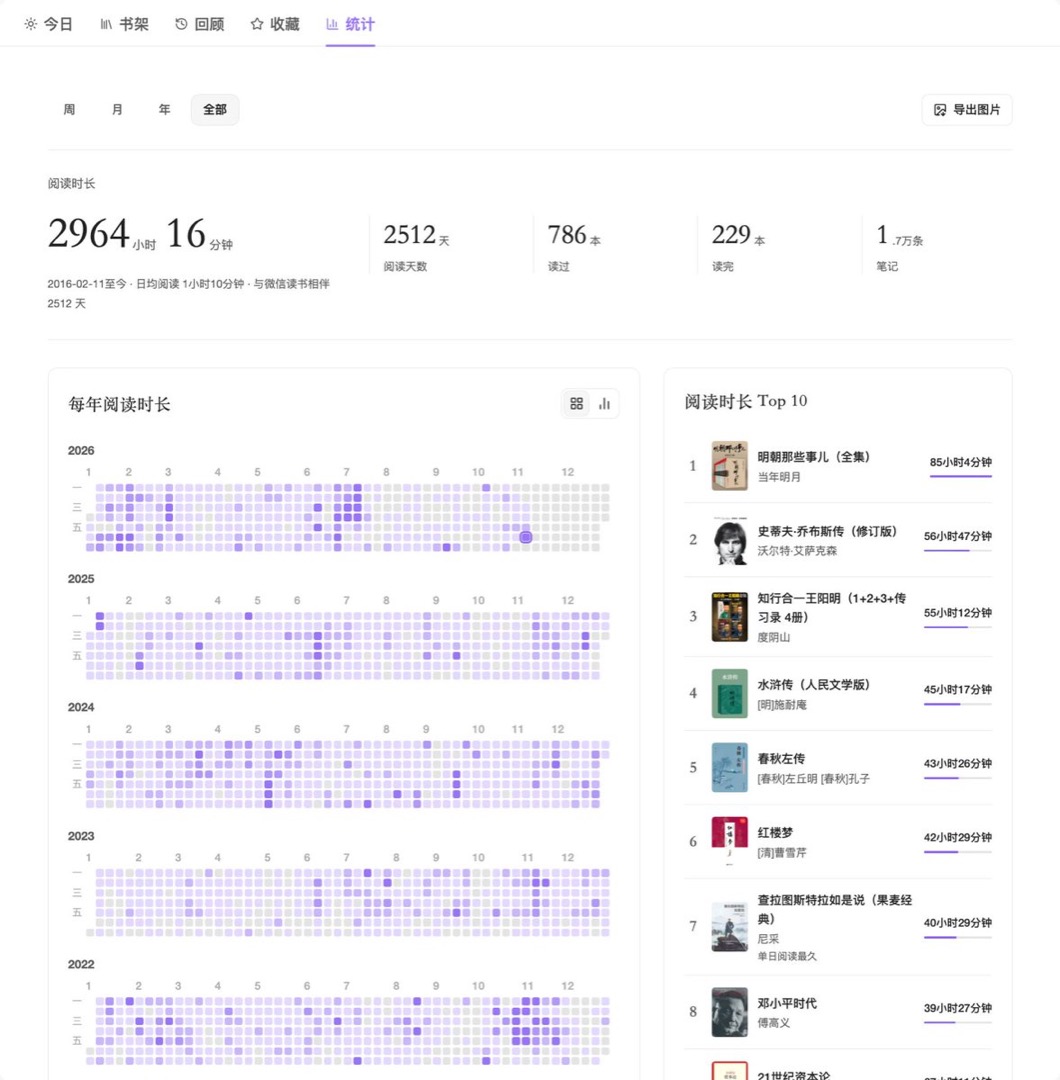 今日 书架 回顾 收藏 统计
周 月 年 全部 导出图片
阅读时长
2964 小时 16 分钟
2016-02-11至今 · 日均阅读 1小时10分钟 · 与微信读书相伴
2512 天
2512 天
阅读天数
786 本
读过
229 本
读完
1 .7万条
笔记
每年阅读时长
2026
1 2 3 4 5 6 7 8 9 10 11 12
一
三
五
2025
1 2 3 4 5 6 7 8 9 10 11 12
一
三
五
2024
1 2 3 4 5 6 7 8 9 10 11 12
一
三
五
2023
1 2 3 4 5 6 7 8 9 10 11 12
一
三
五
2022
1 2 3 4 5 6 7 8 9 10 11 12
一
三
五
阅读时长 Top 10
1
明朝那些事儿（全集）
当年明月
85小时4分钟
2
史蒂夫·乔布斯传（修订版）
沃尔特·艾萨克森
56小时47分钟
3
知行合一王阳明（1+2+3+传
习录 4册）
度阴山
55小时12分钟
4
水浒传（人民文学版）
[明]施耐庵
45小时17分钟
5
春秋左传
[春秋]左丘明 [春秋]孔子
43小时26分钟
6
红楼梦
[清]曹雪芹
42小时29分钟
7
查拉图斯特拉如是说（果麦经
典）
尼采
单日阅读最久
40小时29分钟
8
邓小平时代
傅高义
39小时27分钟
21世纪资本论